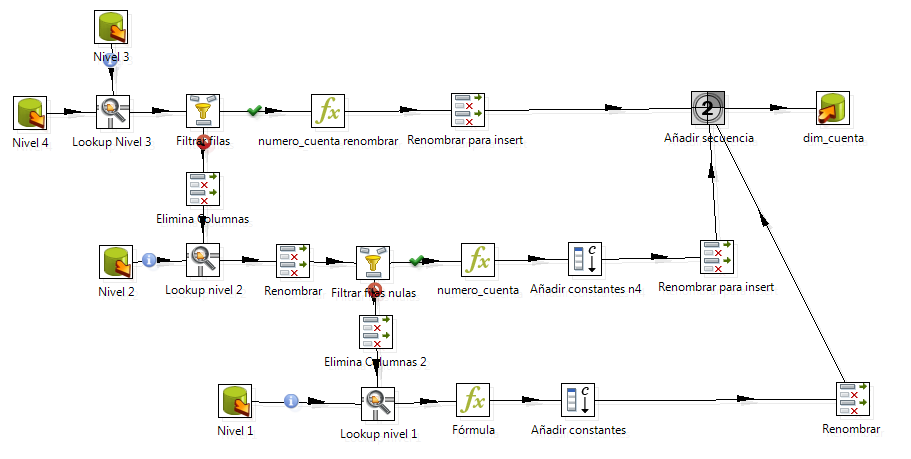 Nivel 3
Nivel 4
Lookup Nivel 3
Filtrar filas
numero_cuenta renombrar
Renombrar para insert
2
Añadir secuencia
dim_cuenta
Elimina Columnas
Nivel 2
Lookup nivel 2
Renombrar
Filtrar filas nulas
numero_cuenta
Añadir constantes n4
Renombrar para insert
Elimina Columnas 2
Nivel 1
Lookup nivel 1
Fórmula
Añadir constantes
Renombrar